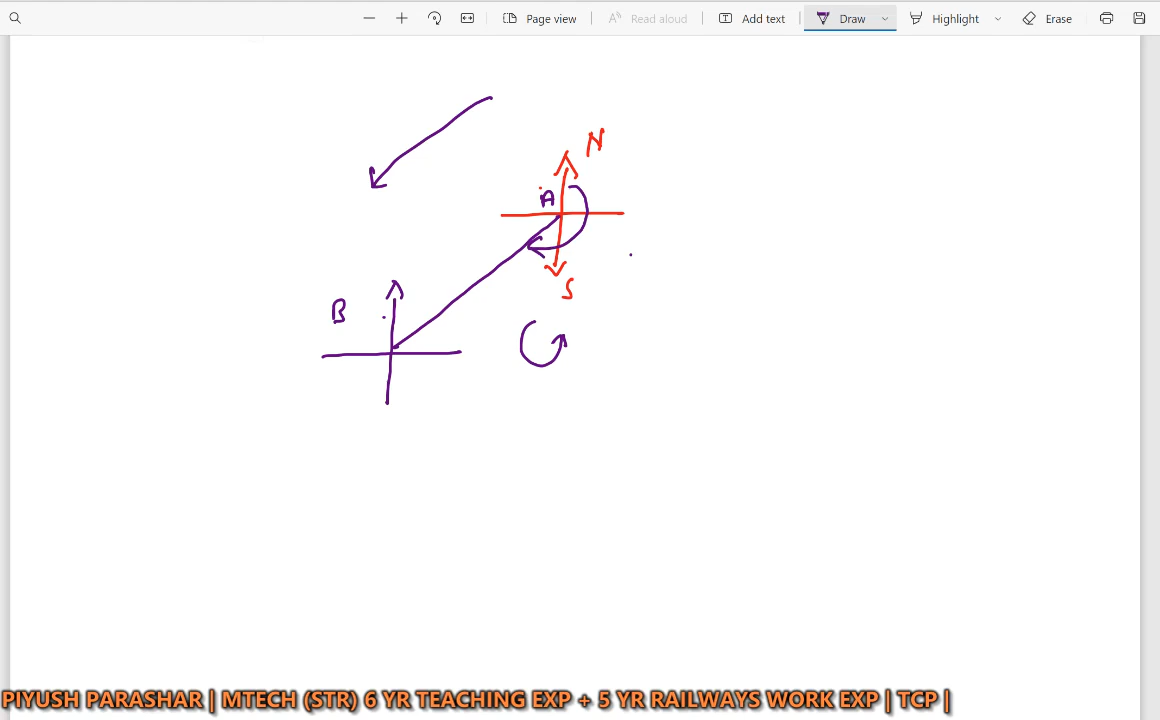 Page view Read aloud Add text Draw Highlight Erase
N
A
S
B
PIYUSH PARASHAR | MTECH (STR) 6 YR TEACHING EXP + 5 YR RAILWAYS WORK EXP | TCP |